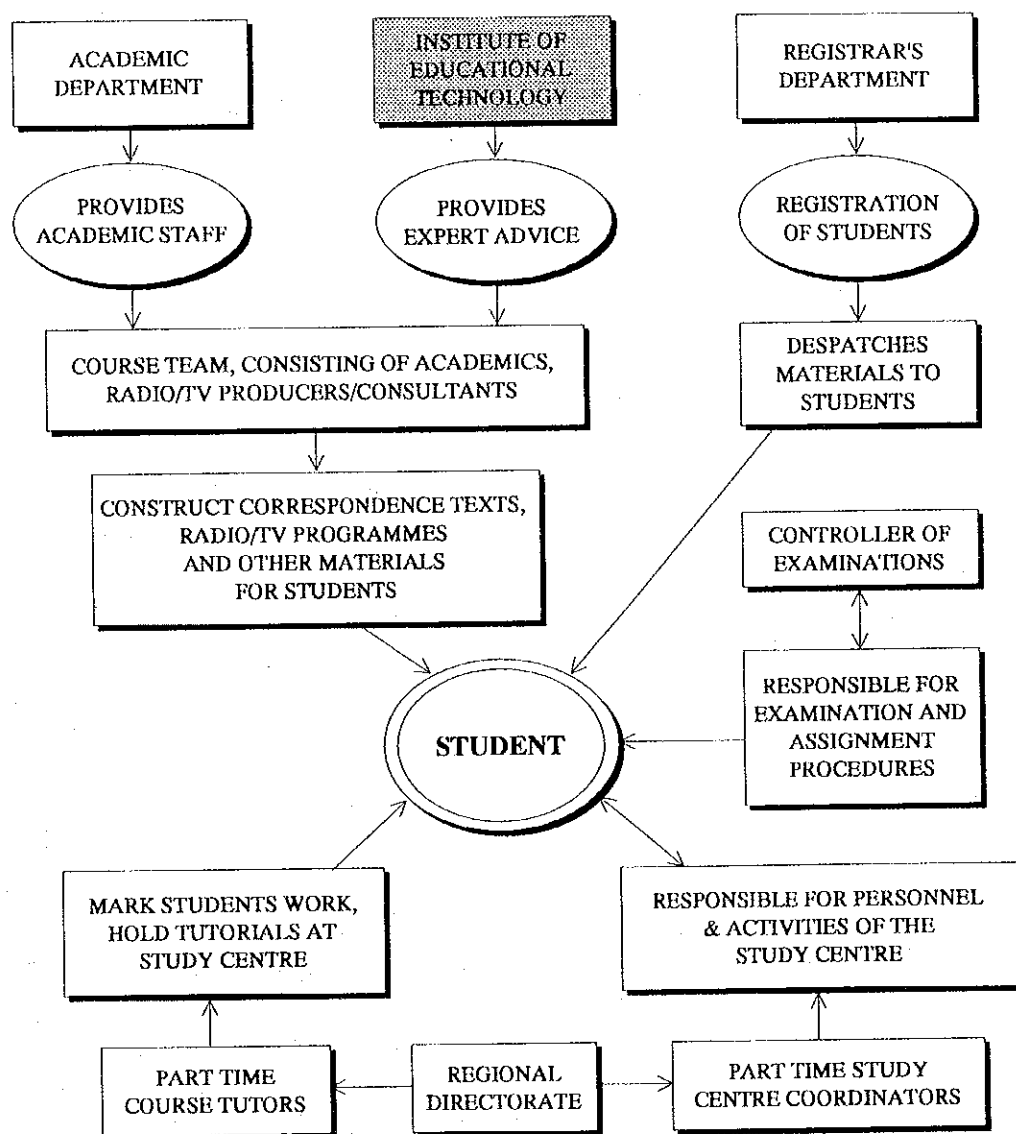 ACADEMIC
DEPARTMENT
INSTITUTE OF
EDUCATIONAL
TECHNOLOGY
REGISTRAR'S
DEPARTMENT
PROVIDES
ACADEMIC STAFF
PROVIDES
EXPERT ADVICE
REGISTRATION
OF STUDENTS
COURSE TEAM, CONSISTING OF ACADEMICS,
RADIO/TV PRODUCERS/CONSULTANTS
DESPATCHES
MATERIALS TO
STUDENTS
CONSTRUCT CORRESPONDENCE TEXTS,
RADIO/TV PROGRAMMES
AND OTHER MATERIALS
FOR STUDENTS
CONTROLLER OF
EXAMINATIONS
RESPONSIBLE FOR
EXAMINATION AND
ASSIGNMENT
PROCEDURES
STUDENT
MARK STUDENTS WORK,
HOLD TUTORIALS AT
STUDY CENTRE
RESPONSIBLE FOR PERSONNEL
& ACTIVITIES OF THE
STUDY CENTRE
PART TIME
COURSE TUTORS
REGIONAL
DIRECTORATE
PART TIME STUDY
CENTRE COORDINATORS